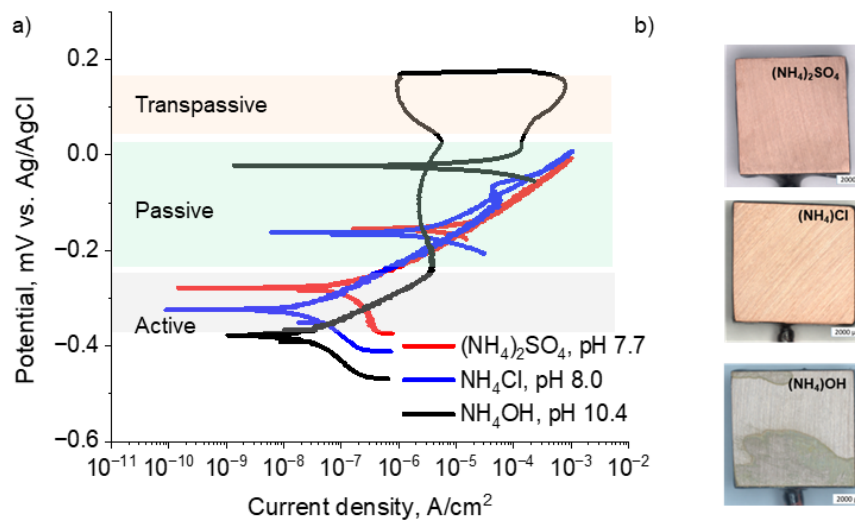 a)
b)
Potential, mV vs. Ag/AgCl
0.2
0.0
−0.2
−0.4
−0.6
Transpassive
Passive
Active
(NH₄)₂SO₄, pH 7.7
NH₄Cl, pH 8.0
NH₄OH, pH 10.4
10⁻¹¹ 10⁻¹⁰ 10⁻⁹ 10⁻⁸ 10⁻⁷ 10⁻⁶ 10⁻⁵ 10⁻⁴ 10⁻³ 10⁻²
Current density, A/cm²
(NH₄)₂SO₄
2000
(NH₄)Cl
2000 µ
(NH₄)OH
2000 µ